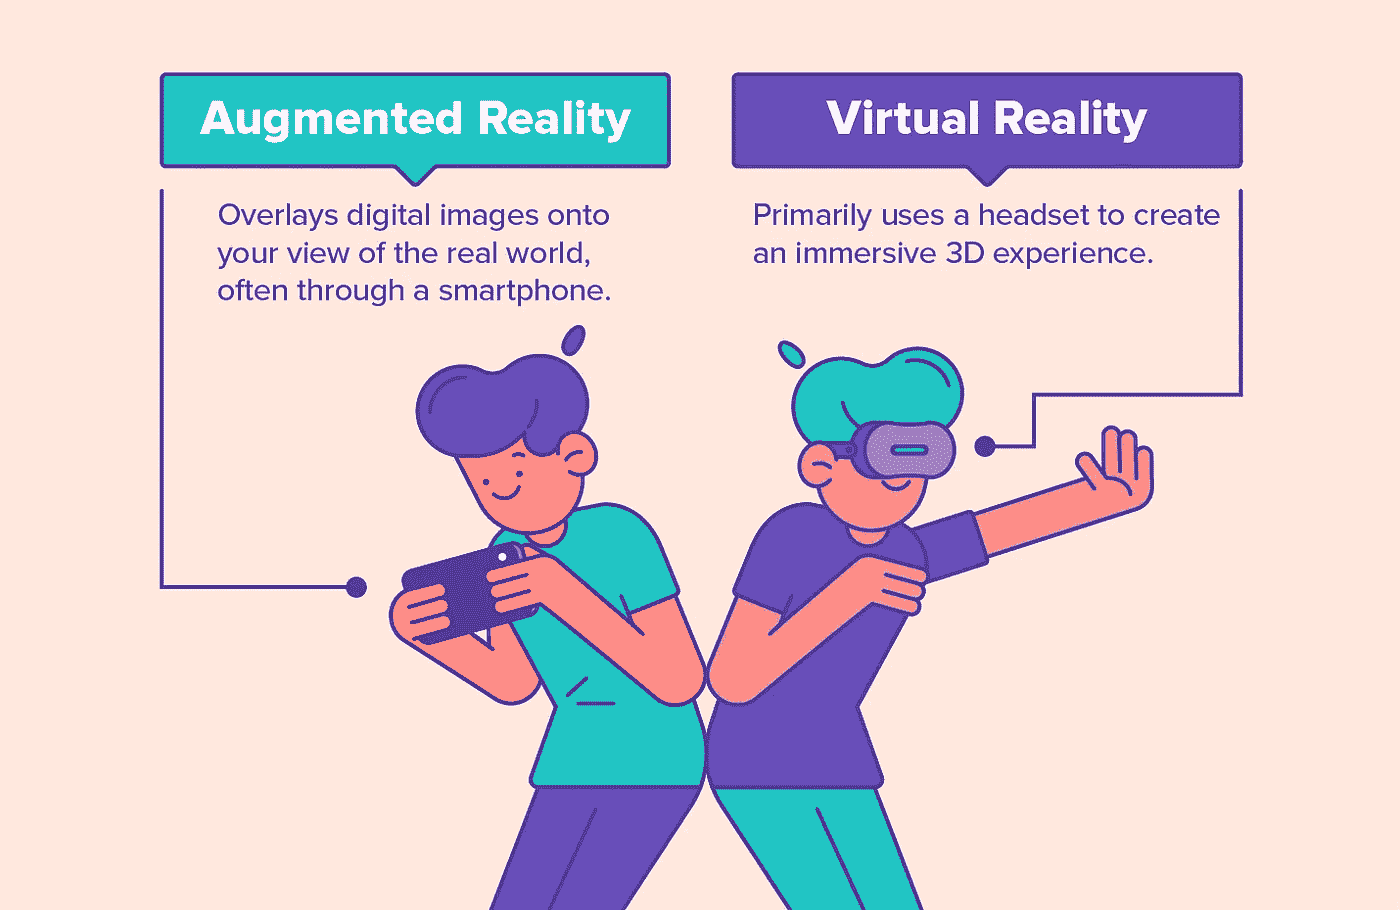 Augmented Reality
Overlays digital images onto
your view of the real world,
often through a smartphone.
Virtual Reality
Primarily uses a headset to create
an immersive 3D experience.